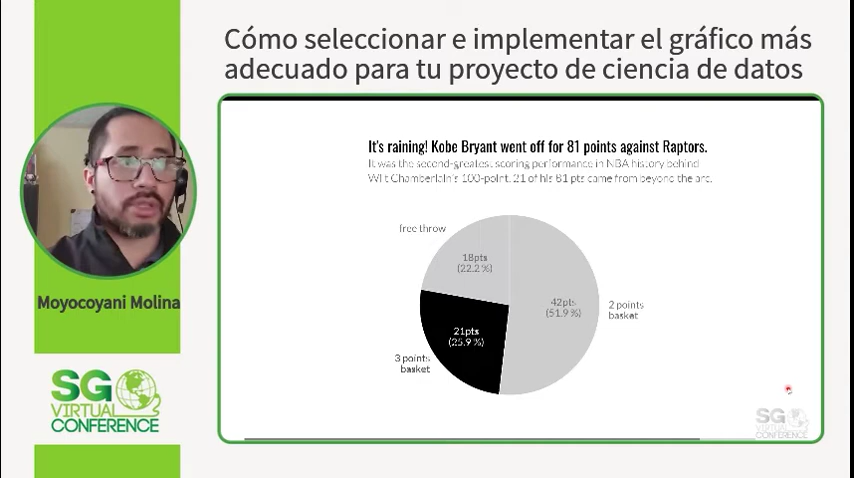 Cómo seleccionar e implementar el gráfico más
adecuado para tu proyecto de ciencia de datos
It's raining! Kobe Bryant went off for 81 points against Raptors.
It was the second-greatest scoring performance in NBA history behind
Wilt Chamberlain's 100-point. 21 of his 81 pts came from beyond the arc.
free throw
18pts
(22.2%)
42pts
(51.9%)
2 points
basket
21pts
(25.9%)
3 points
basket
Moyocoyani Molina
SG
VIRTUAL
CONFERENCE
SG
VIRTUAL
CONFERENCE